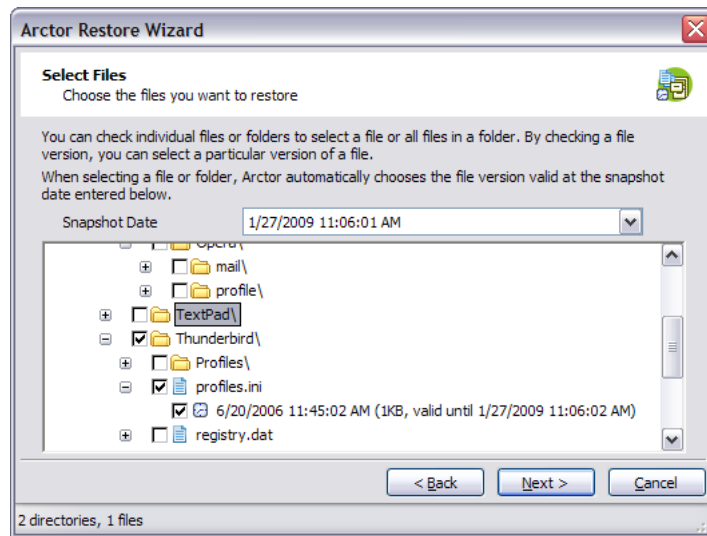 Arctor Restore Wizard
Select Files
Choose the files you want to restore
You can check individual files or folders to select a file or all files in a folder. By checking a file
version, you can select a particular version of a file.
When selecting a file or folder, Arctor automatically chooses the file version valid at the snapshot
date entered below.
Snapshot Date 1/27/2009 11:06:01 AM
Opera\
mail\
profile\
TextPad\
Thunderbird\
Profiles\
profiles.ini
6/20/2006 11:45:02 AM (1KB, valid until 1/27/2009 11:06:02 AM)
registry.dat
< Back Next > Cancel
2 directories, 1 files